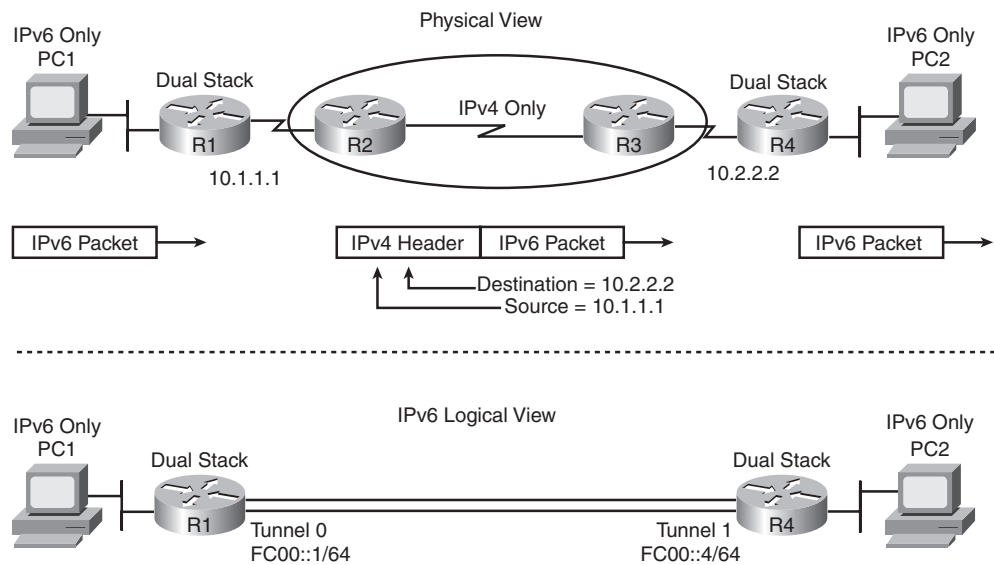 Physical View
IPv6 Only
PC1
Dual Stack
R1
10.1.1.1
R2
IPv4 Only
R3
10.2.2.2
Dual Stack
R4
IPv6 Only
PC2
IPv6 Packet
IPv4 Header
IPv6 Packet
IPv6 Packet
Destination = 10.2.2.2
Source = 10.1.1.1
IPv6 Logical View
IPv6 Only
PC1
Dual Stack
R1
Tunnel 0
FC00::1/64
Dual Stack
R4
Tunnel 1
FC00::4/64
IPv6 Only
PC2